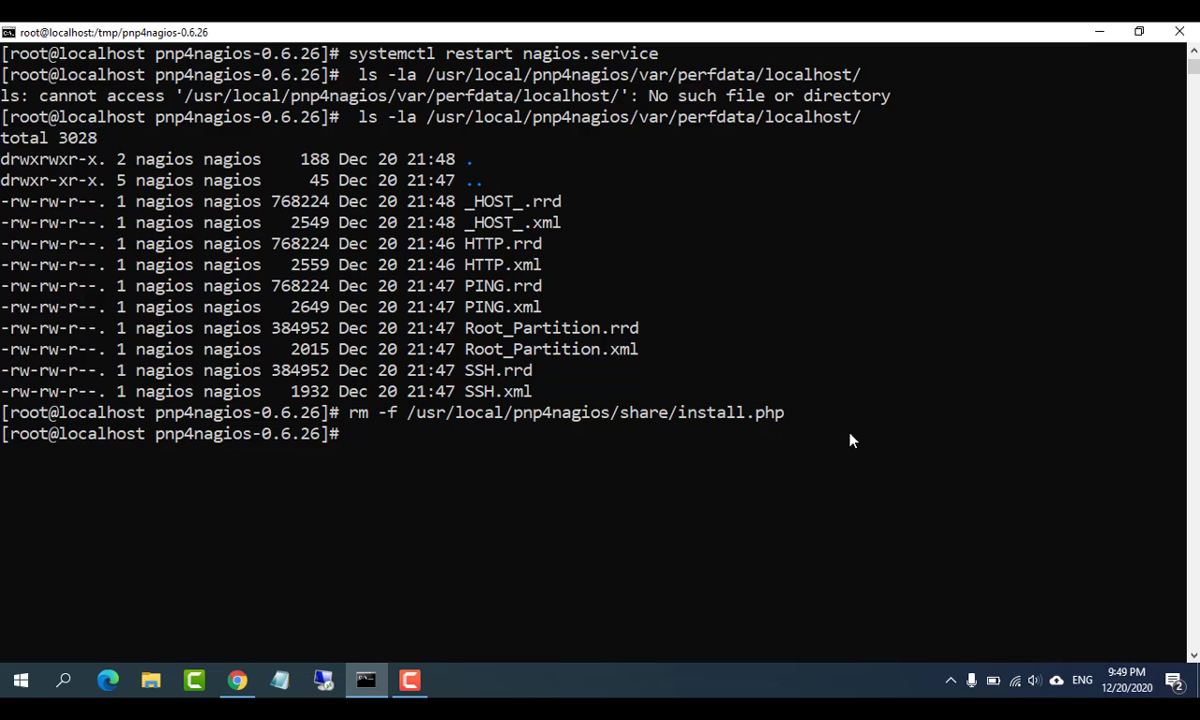 root@localhost:/tmp/pnp4nagios-0.6.26
[root@localhost pnp4nagios-0.6.26]# systemctl restart nagios.service
[root@localhost pnp4nagios-0.6.26]#  ls -la /usr/local/pnp4nagios/var/perfdata/localhost/
ls: cannot access '/usr/local/pnp4nagios/var/perfdata/localhost/': No such file or directory
[root@localhost pnp4nagios-0.6.26]#  ls -la /usr/local/pnp4nagios/var/perfdata/localhost/
total 3028
drwxrwxr-x. 2 nagios nagios    188 Dec 20 21:48 .
drwxr-xr-x. 5 nagios nagios     45 Dec 20 21:47 ..
-rw-rw-r--. 1 nagios nagios 768224 Dec 20 21:48 _HOST_.rrd
-rw-rw-r--. 1 nagios nagios   2549 Dec 20 21:48 _HOST_.xml
-rw-rw-r--. 1 nagios nagios 768224 Dec 20 21:46 HTTP.rrd
-rw-rw-r--. 1 nagios nagios   2559 Dec 20 21:46 HTTP.xml
-rw-rw-r--. 1 nagios nagios 768224 Dec 20 21:47 PING.rrd
-rw-rw-r--. 1 nagios nagios   2649 Dec 20 21:47 PING.xml
-rw-rw-r--. 1 nagios nagios 384952 Dec 20 21:47 Root_Partition.rrd
-rw-rw-r--. 1 nagios nagios   2015 Dec 20 21:47 Root_Partition.xml
-rw-rw-r--. 1 nagios nagios 384952 Dec 20 21:47 SSH.rrd
-rw-rw-r--. 1 nagios nagios   1932 Dec 20 21:47 SSH.xml
[root@localhost pnp4nagios-0.6.26]# rm -f /usr/local/pnp4nagios/share/install.php
[root@localhost pnp4nagios-0.6.26]#
ENG
9:49 PM
12/20/2020
2